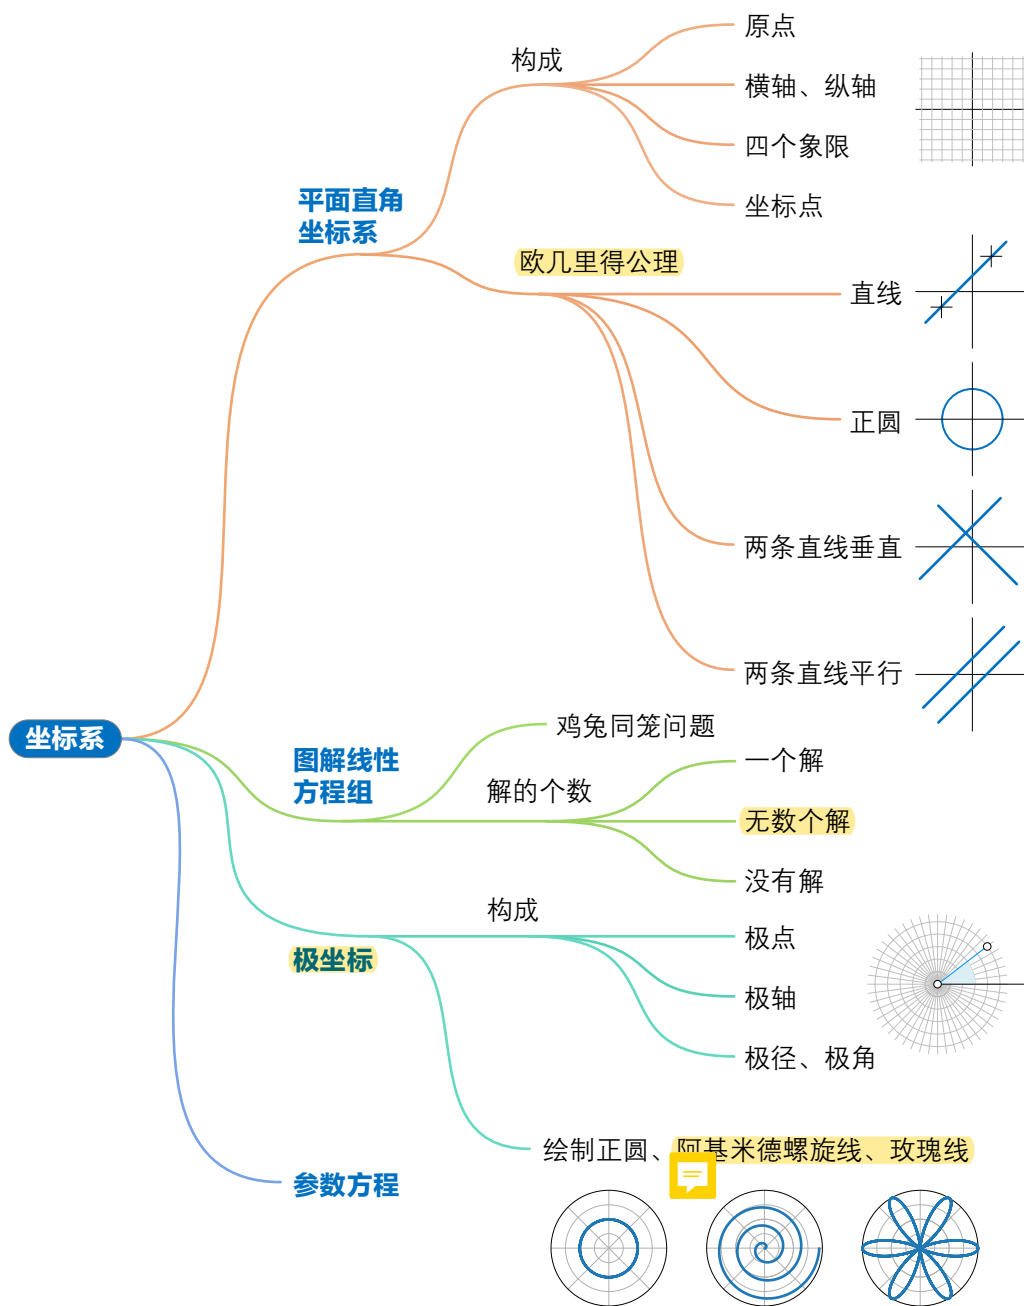 原点
构成
横轴、纵轴
四个象限
平面直角
坐标系
坐标点
欧几里得公理
直线
正圆
两条直线垂直
两条直线平行
坐标系
鸡兔同笼问题
图解线性
方程组
解的个数
一个解
无数个解
没有解
构成
极点
极坐标
极轴
极径、极角
绘制正圆、阿基米德螺旋线、玫瑰线
参数方程